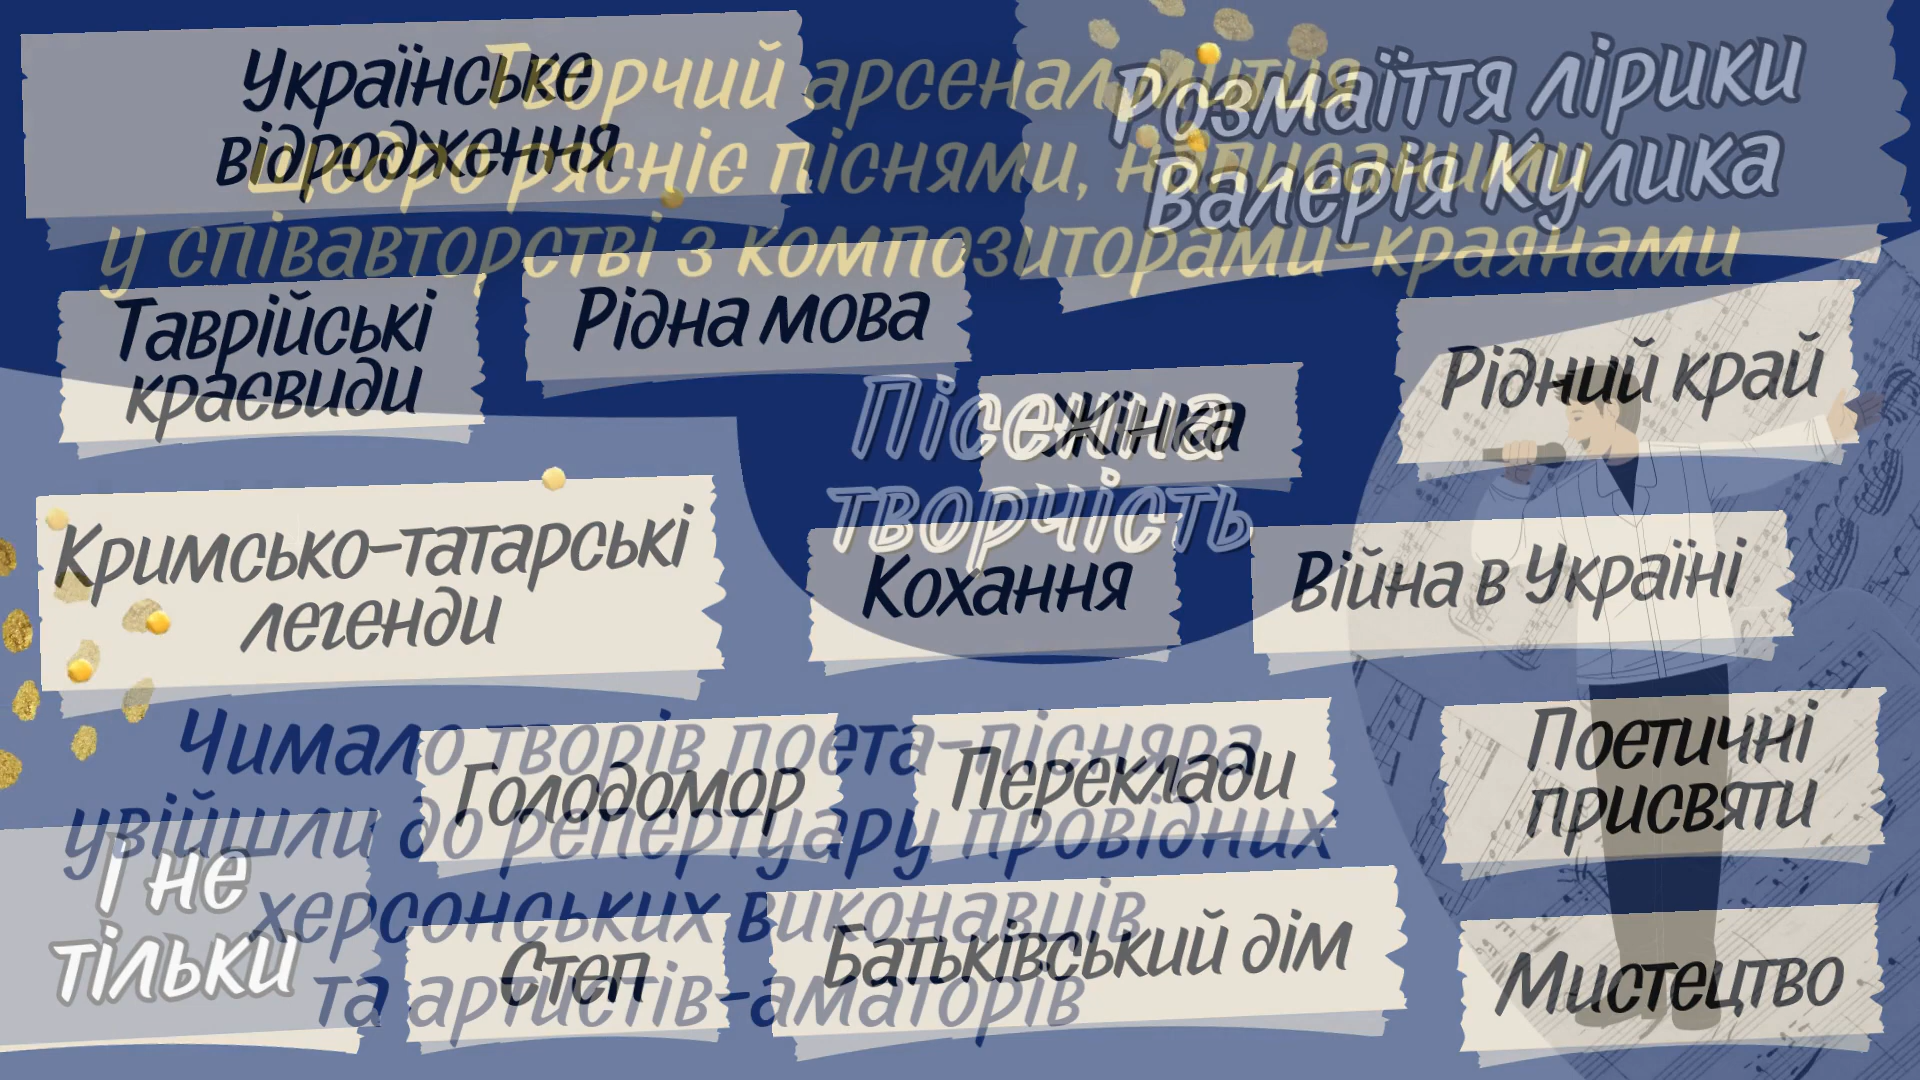 Розмаїття лірики
Валерія Кулика
Українське
відродження
Таврійські
краєвиди
Рідна мова
Жінка
Рідний край
Кримсько-татарські
легенди
Кохання
Війна в Україні
Голодомор
Переклади
Поетичні
присвяти
І не
тільки
Степ
Батьківський дім
Мистецтво
Творчий арсенал митця
щедро рясніє піснями, написаними
у співавторстві з композиторами-краянами
Пісенна
творчість
Чимало творів поета-пісняра
увійшли до репертуару провідних
херсонських виконавців
та артистів-аматорів